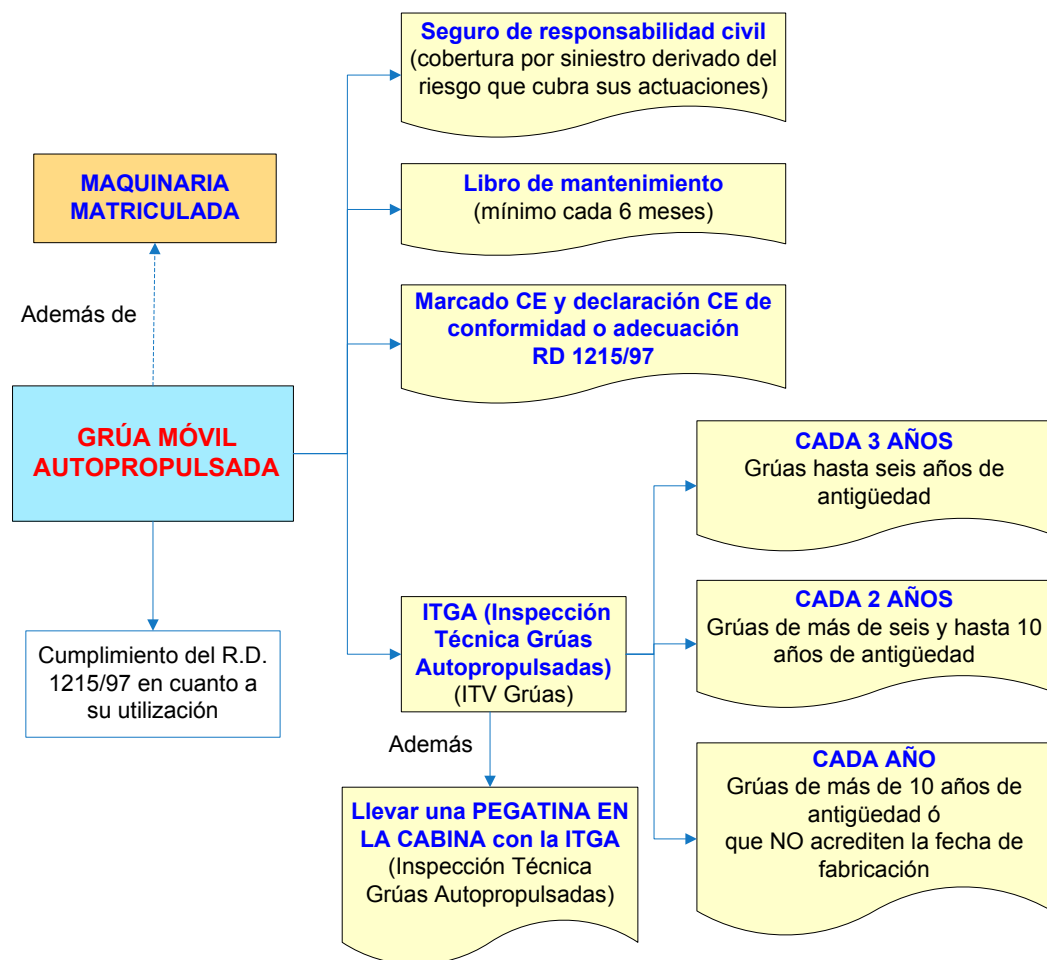 Seguro de responsabilidad civil
(cobertura por siniestro derivado del
riesgo que cubra sus actuaciones)
MAQUINARIA
MATRICULADA
Libro de mantenimiento
(mínimo cada 6 meses)
Además de
Marcado CE y declaración CE de
conformidad o adecuación
RD 1215/97
GRÚA MÓVIL
AUTOPROPULSADA
CADA 3 AÑOS
Grúas hasta seis años de
antigüedad
ITGA (Inspección
Técnica Grúas
Autopropulsadas)
(ITV Grúas)
CADA 2 AÑOS
Grúas de más de seis y hasta 10
años de antigüedad
Cumplimiento del R.D.
1215/97 en cuanto a
su utilización
Además
CADA AÑO
Grúas de más de 10 años de
antigüedad ó
que NO acrediten la fecha de
fabricación
Llevar una PEGATINA EN
LA CABINA con la ITGA
(Inspección Técnica
Grúas Autopropulsadas)